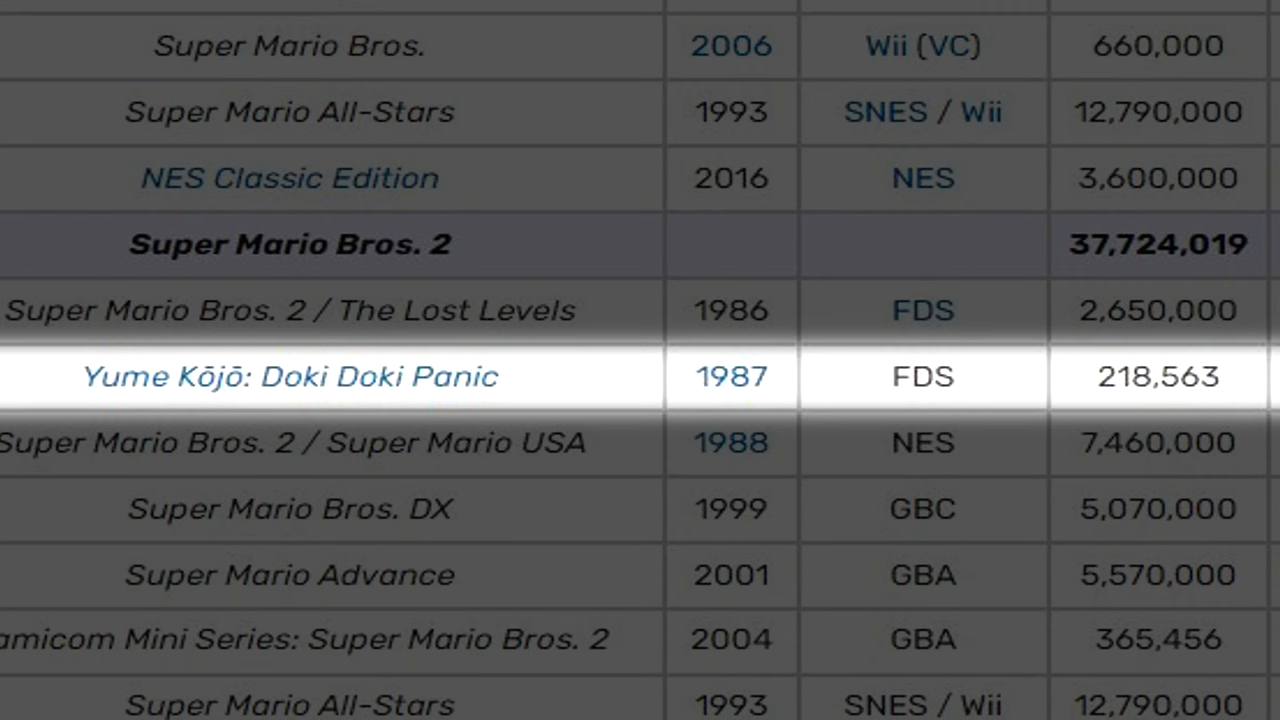 Super Mario Bros. 2006 Wii (VC) 660,000
Super Mario All-Stars 1993 SNES / Wii 12,790,000
NES Classic Edition 2016 NES 3,600,000
Super Mario Bros. 2 37,724,019
Super Mario Bros. 2 / The Lost Levels 1986 FDS 2,650,000
Yume Kōjō: Doki Doki Panic 1987 FDS 218,563
Super Mario Bros. 2 / Super Mario USA 1988 NES 7,460,000
Super Mario Bros. DX 1999 GBC 5,070,000
Super Mario Advance 2001 GBA 5,570,000
amicom Mini Series: Super Mario Bros. 2 2004 GBA 365,456
Super Mario All-Stars 1993 SNES / Wii 12,790,000